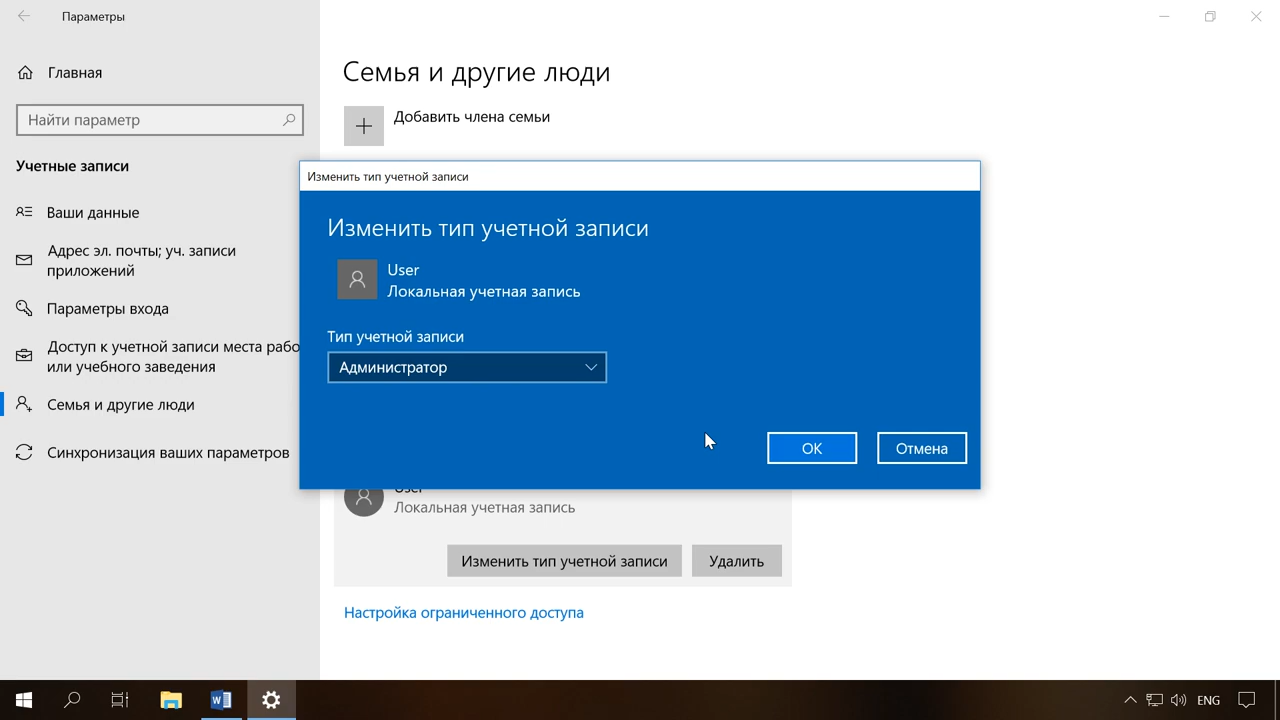 Параметры
Главная
Найти параметр
Учетные записи
Ваши данные
Адрес эл. почты; уч. записи
приложений
Параметры входа
Доступ к учетной записи места рабо
или учебного заведения
Семья и другие люди
Синхронизация ваших параметров
Семья и другие люди
Добавить члена семьи
Изменить тип учетной записи
Изменить тип учетной записи
User
Локальная учетная запись
Тип учетной записи
Администратор
ОК
Отмена
User
Локальная учетная запись
Изменить тип учетной записи
Удалить
Настройка ограниченного доступа
ENG